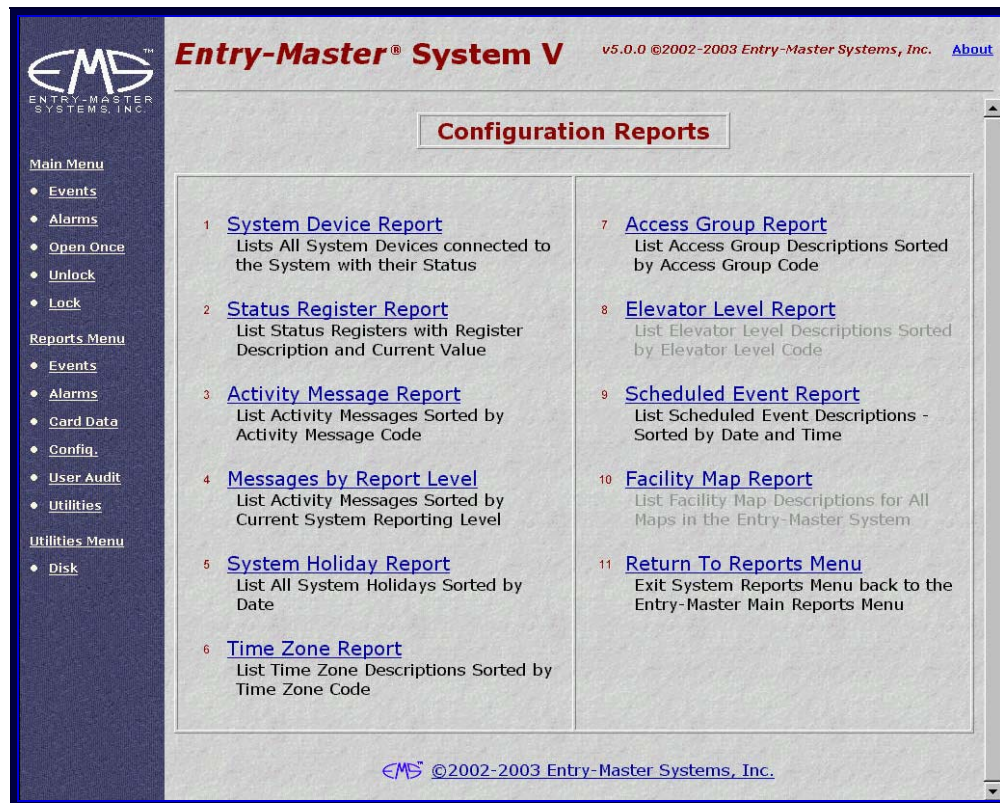 EMS™
ENTRY-MASTER
SYSTEMS, INC.
Entry-Master® System V
v5.0.0 ©2002-2003 Entry-Master Systems, Inc.
About
Main Menu
• Events
• Alarms
• Open Once
• Unlock
• Lock
Reports Menu
• Events
• Alarms
• Card Data
• Config.
• User Audit
• Utilities
Utilities Menu
• Disk
Configuration Reports
1 System Device Report
Lists All System Devices connected to
the System with their Status
2 Status Register Report
List Status Registers with Register
Description and Current Value
3 Activity Message Report
List Activity Messages Sorted by
Activity Message Code
4 Messages by Report Level
List Activity Messages Sorted by
Current System Reporting Level
5 System Holiday Report
List All System Holidays Sorted by
Date
6 Time Zone Report
List Time Zone Descriptions Sorted by
Time Zone Code
7 Access Group Report
List Access Group Descriptions Sorted
by Access Group Code
8 Elevator Level Report
List Elevator Level Descriptions Sorted
by Elevator Level Code
9 Scheduled Event Report
List Scheduled Event Descriptions -
Sorted by Date and Time
10 Facility Map Report
List Facility Map Descriptions for All
Maps in the Entry-Master System
11 Return To Reports Menu
Exit System Reports Menu back to the
Entry-Master Main Reports Menu
EMS ©2002-2003 Entry-Master Systems, Inc.